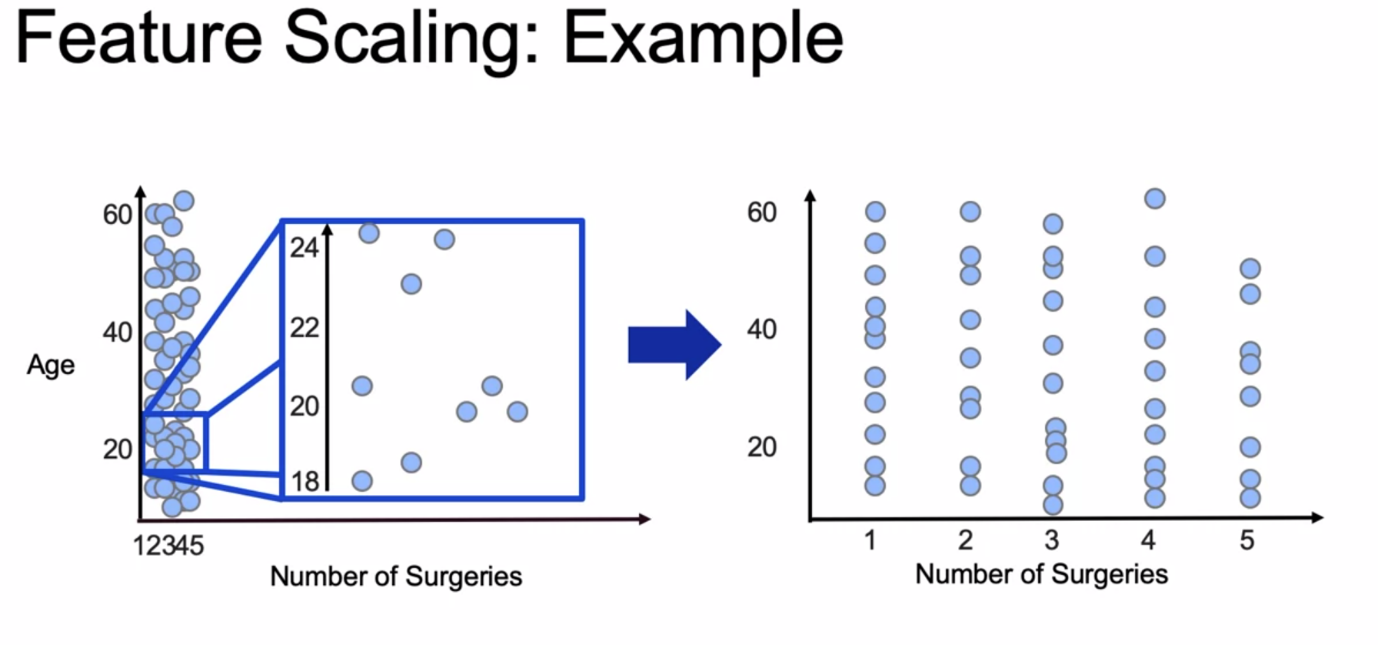 Feature Scaling: Example
60
40
20
Age
24
22
20
18
12345
Number of Surgeries
60
40
20
1 2 3 4 5
Number of Surgeries